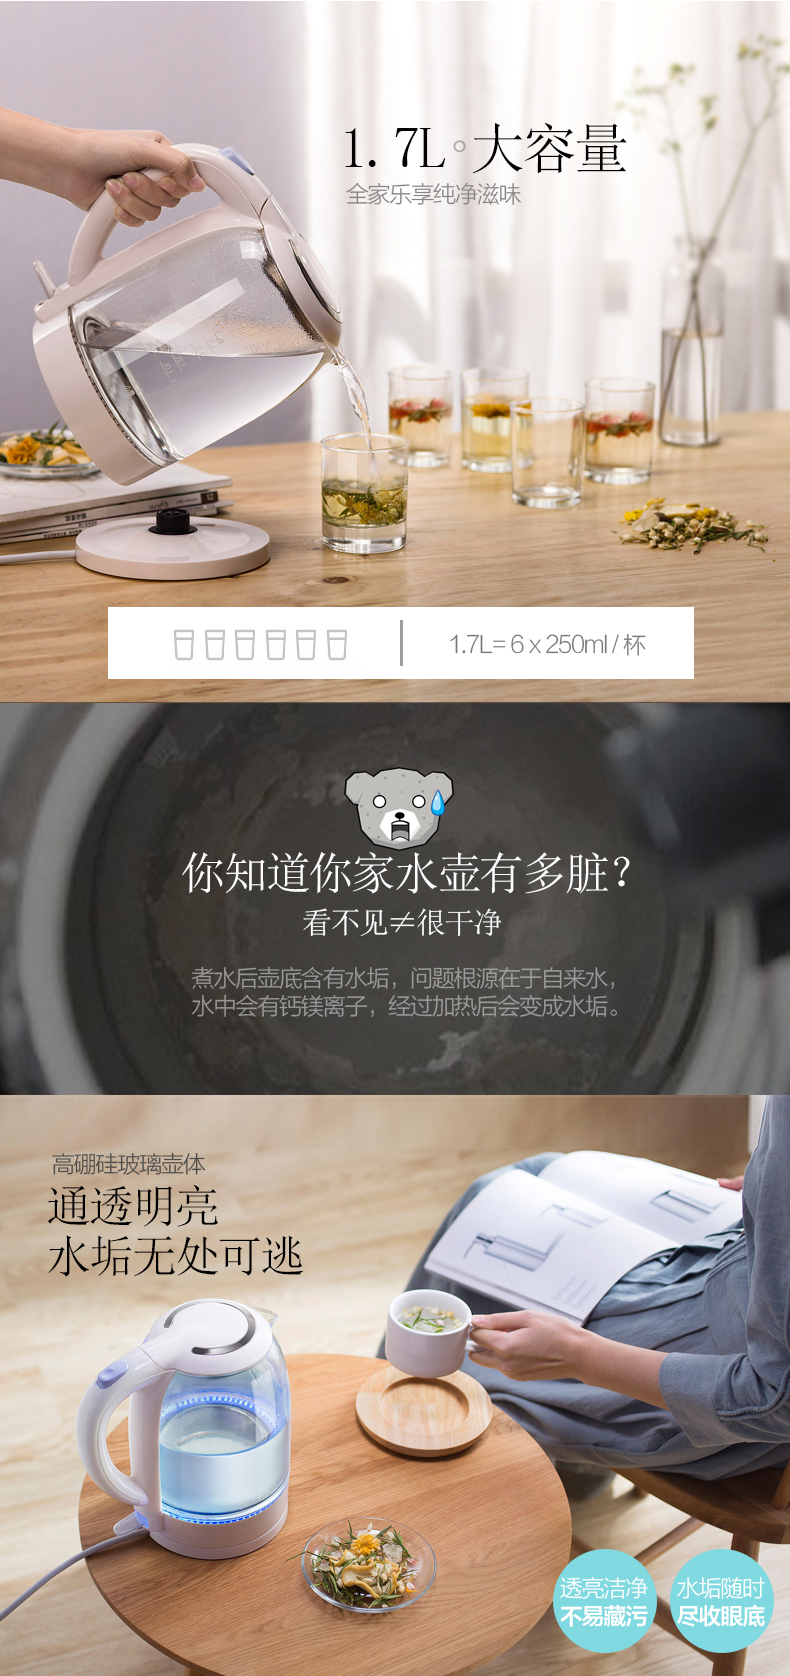 1.7L 大容量
全家乐享纯净滋味
1.7L= 6 x 250ml / 杯
你知道你家水壶有多脏？
看不见≠很干净
煮水后壶底含有水垢，问题根源在于自来水，
水中会有钙镁离子，经过加热后会变成水垢。
高硼硅玻璃壶体
通透明亮
水垢无处可逃
透亮洁净
不易藏污
水垢随时
尽收眼底